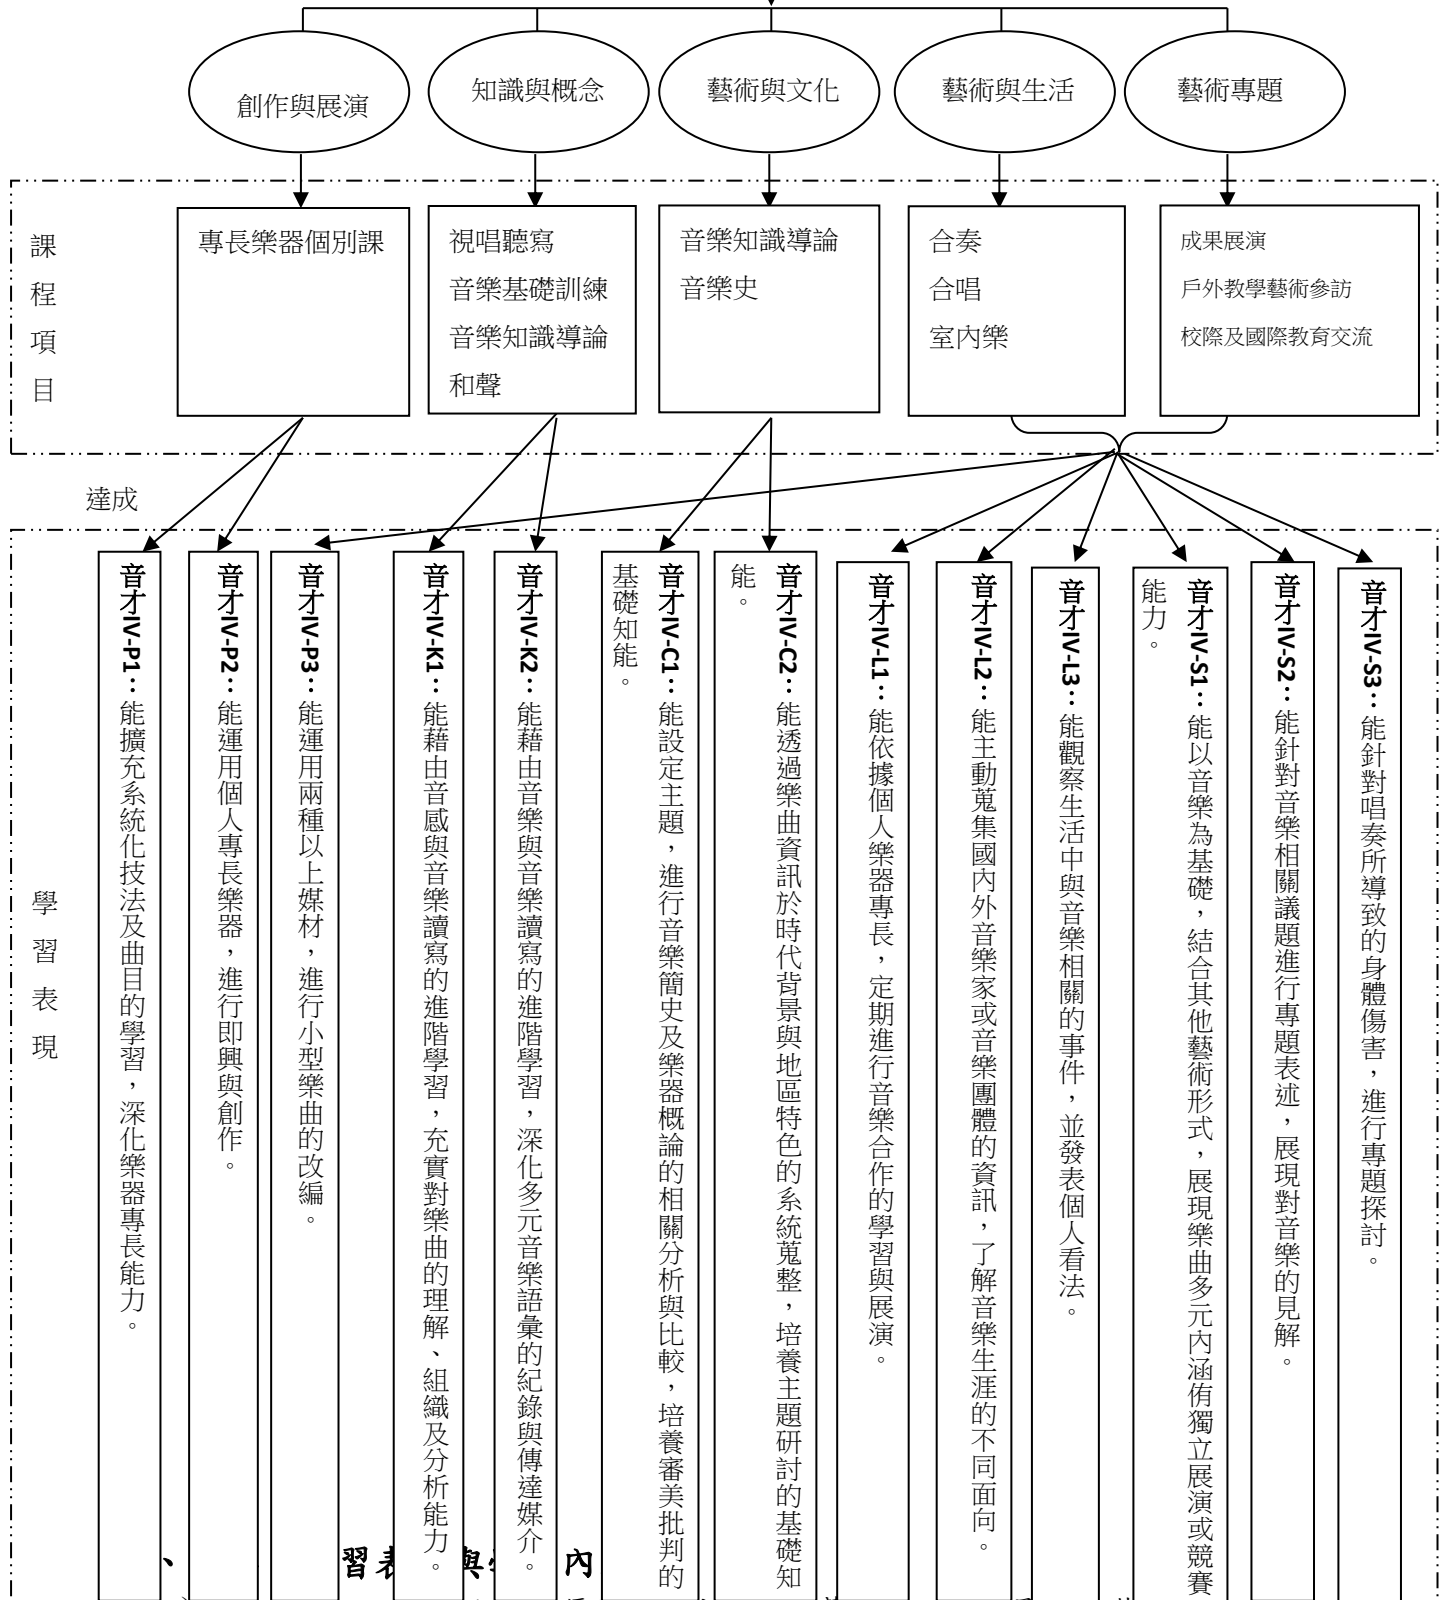 創作與展演
知識與概念
藝術與文化
藝術與生活
藝術專題
課程項目
專長樂器個別課
視唱聽寫
音樂基礎訓練
音樂知識導論
和聲
音樂知識導論
音樂史
合奏
合唱
室內樂
成果展演
戶外教學藝術參訪
校際及國際教育交流
達成
學習表現
音才IV-P1：能擴充系統化技法及曲目的學習，深化樂器專長能力。
音才IV-P2：能運用個人專長樂器，進行即興與創作。
音才IV-P3：能運用兩種以上媒材，進行小型樂曲的改編。
音才IV-K1：能藉由音感與音樂讀寫的進階學習，充實對樂曲的理解、組織及分析能力。
音才IV-K2：能藉由音樂與音樂讀寫的進階學習，深化多元音樂語彙的紀錄與傳達媒介。
音才IV-C1：能設定主題，進行音樂簡史及樂器概論的相關分析與比較，培養審美批判的
基礎知能。
音才IV-C2：能透過樂曲資訊於時代背景與地區特色的系統蒐整，培養主題研討的基礎知
能。
音才IV-L1：能依據個人樂器專長，定期進行音樂合作的學習與展演。
音才IV-L2：能主動蒐集國內外音樂家或音樂團體的資訊，了解音樂生涯的不同面向。
音才IV-L3：能觀察生活中與音樂相關的事件，並發表個人看法。
音才IV-S1：能以音樂為基礎，結合其他藝術形式，展現樂曲多元內涵侑獨立展演或競賽
能力。
音才IV-S2：能針對音樂相關議題進行專題表述，展現對音樂的見解。
音才IV-S3：能針對唱奏所導致的身體傷害，進行專題探討。
、習表與內